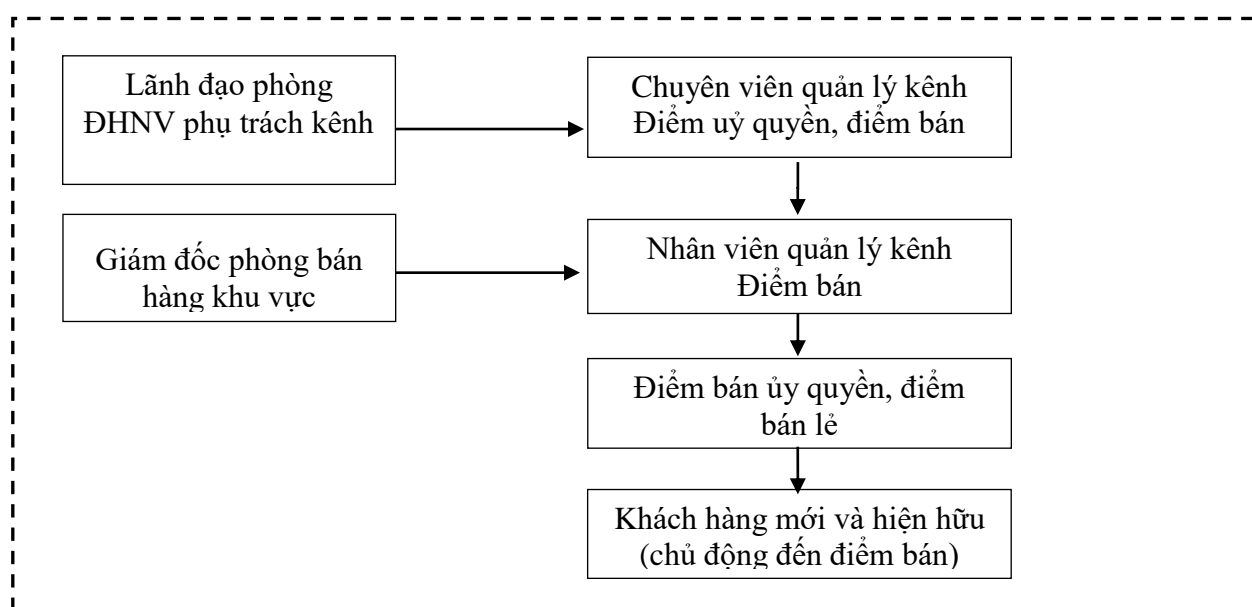 Lãnh đạo phòng
ĐHNV phụ trách kênh
Chuyên viên quản lý kênh
Điểm uỷ quyền, điểm bán
Giám đốc phòng bán
hàng khu vực
Nhân viên quản lý kênh
Điểm bán
Điểm bán ủy quyền, điểm
bán lẻ
Khách hàng mới và hiện hữu
(chủ động đến điểm bán)